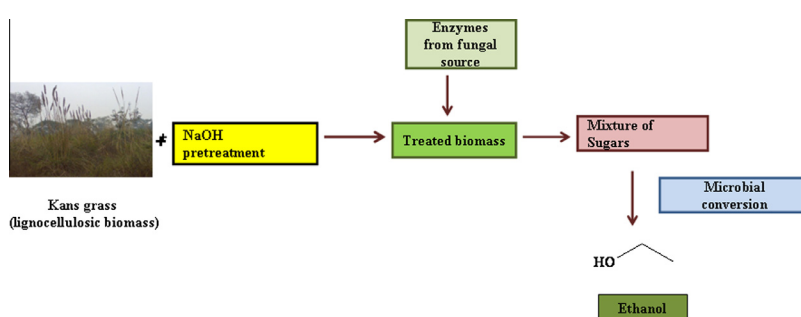 Enzymes
from fungal
source
+
NaOH
pretreatment
Treated biomass
Mixture of
Sugars
Kans grass
(lignocellulosic biomass)
Microbial
conversion
HO
Ethanol